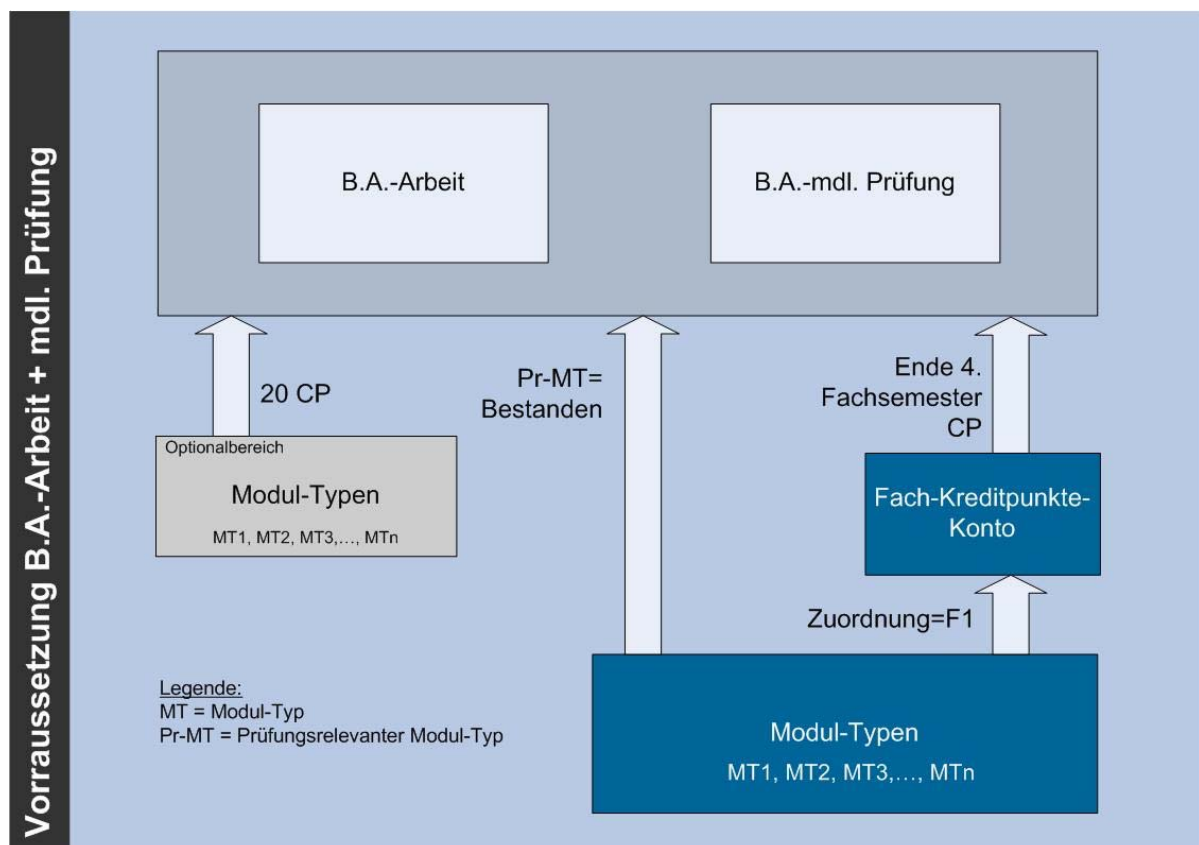 Vorraussetzung B.A.-Arbeit + mdl. Prüfung
B.A.-Arbeit
B.A.-mdl. Prüfung
20 CP
Pr-MT=
Bestanden
Ende 4.
Fachsemester
CP
Optionalbereich
Modul-Typen
MT1, MT2, MT3,..., MTn
Fach-Kreditpunkte-
Konto
Zuordnung=F1
Legende:
MT = Modul-Typ
Pr-MT = Prüfungsrelevanter Modul-Typ
Modul-Typen
MT1, MT2, MT3,..., MTn